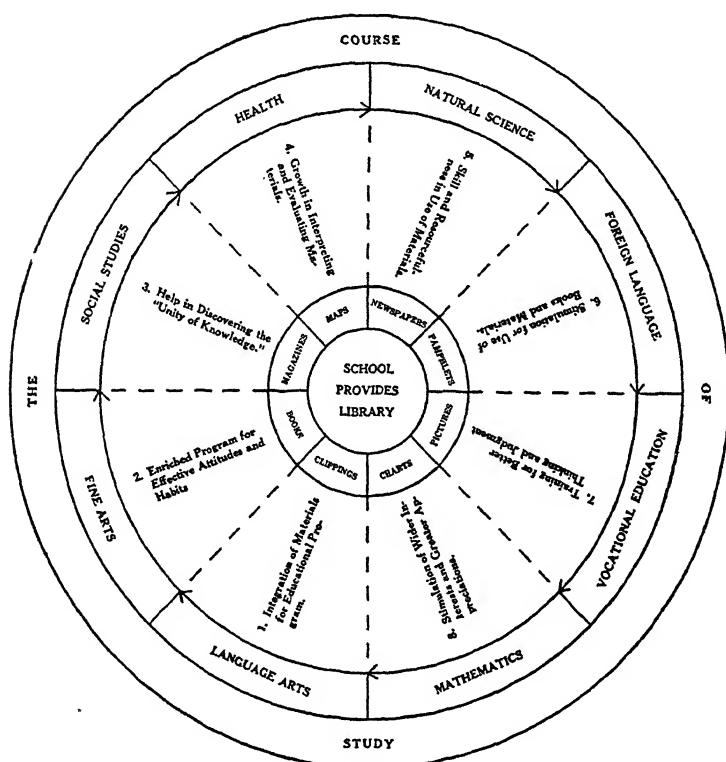 THE
COURSE
OF
STUDY
LANGUAGE ARTS
FINE ARTS
SOCIAL STUDIES
HEALTH
NATURAL SCIENCE
FOREIGN LANGUAGE
VOCATIONAL EDUCATION
MATHEMATICS
1. Integration of Materials
for Educational Pro-
gram.
2. Enriched Program for
Effective Attitudes and
Habits
3. Help in Discovering the
"Unity of Knowledge."
4. Growth in Interpreting
and Evaluating Ma-
terials.
5. Skill and Resourceful-
ness in Use of Materials
6. Stimulation for Use of
Books and Materials.
7. Training for Better
Thinking and Judgment
8. Stimulation of Wider In-
terests and Greater Ap-
preciations.
CLIPPINGS
BOOKS
MAGAZINES
MAPS
NEWSPAPERS
PAMPHLETS
PICTURES
CHARTS
SCHOOL
PROVIDES
LIBRARY